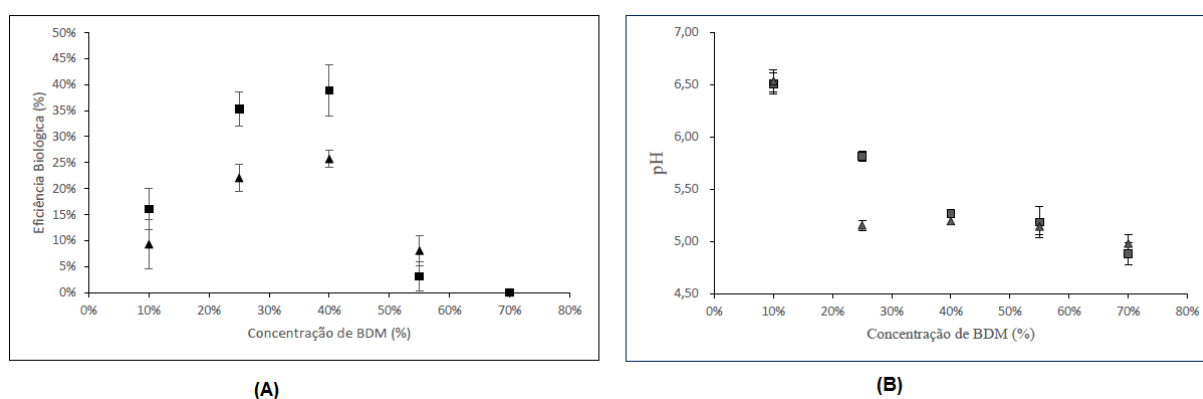 50%
45%
40%
35%
30%
25%
20%
15%
10%
5%
0%
Eficiência Biológica (%)
0% 10% 20% 30% 40% 50% 60% 70% 80%
Concentração de BDM (%)
(A)
7,00
6,50
6,00
5,50
5,00
4,50
pH
0% 10% 20% 30% 40% 50% 60% 70% 80%
Concentração de BDM (%)
(B)